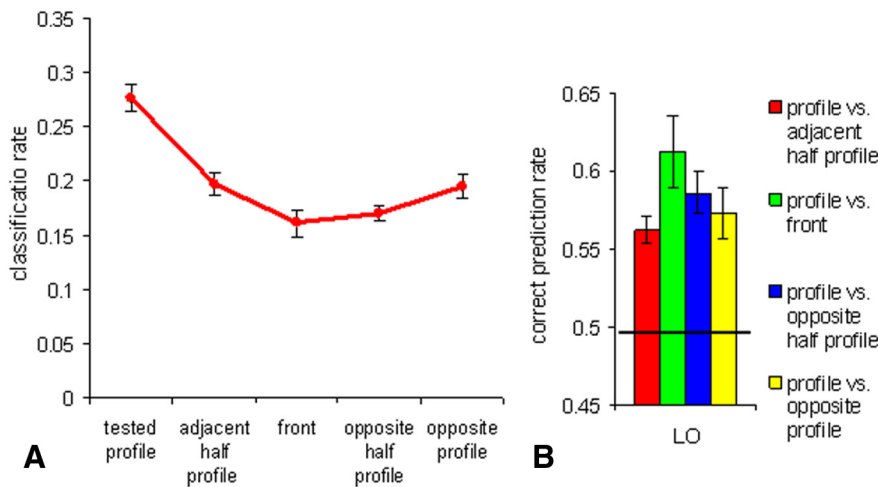 0.35
0.3
0.25
0.2
0.15
0.1
0.05
0
classificatio rate
tested
profile
adjacent
half
profile
front
opposite
half
profile
opposite
profile
A
0.65
0.6
0.55
0.5
0.45
correct prediction rate
LO
B
profile vs.
adjacent
half profile
profile vs.
front
profile vs.
opposite
half profile
profile vs.
opposite
profile